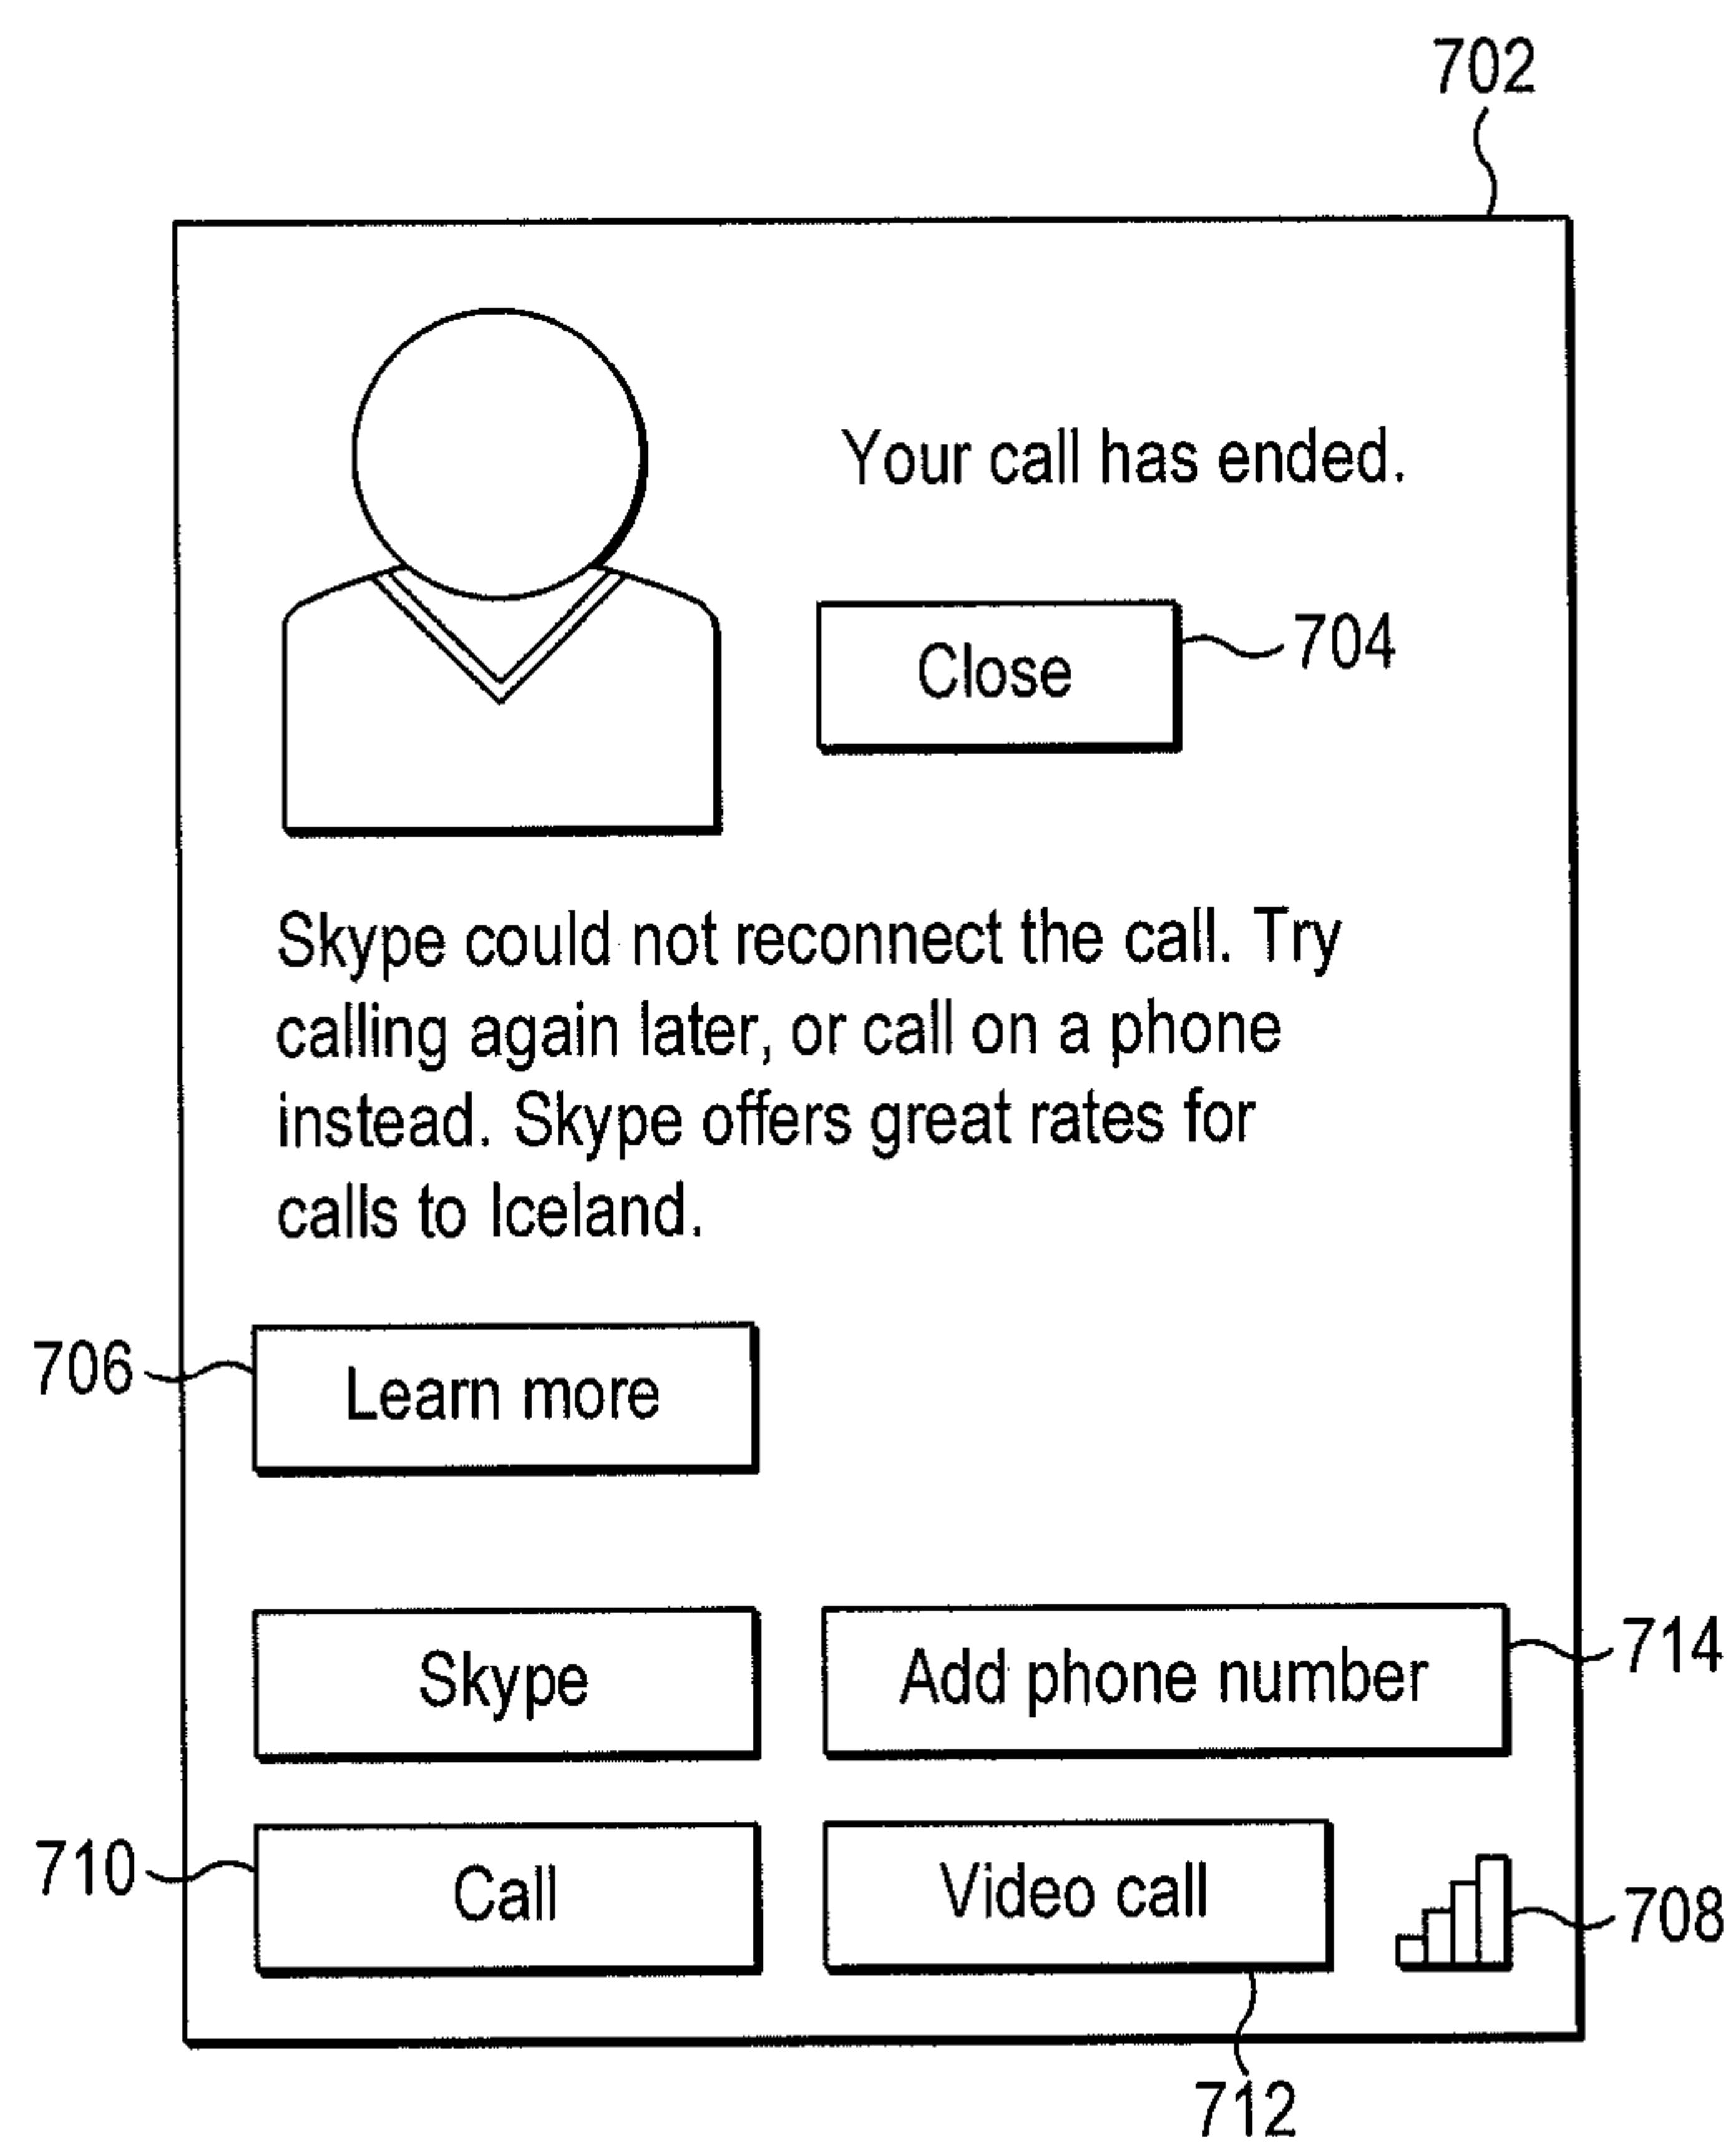 702
Your call has ended.
Close
704
Skype could not reconnect the call. Try
calling again later, or call on a phone
instead. Skype offers great rates for
calls to Iceland.
706
Learn more
Skype
Add phone number
714
710
Call
Video call
708
712